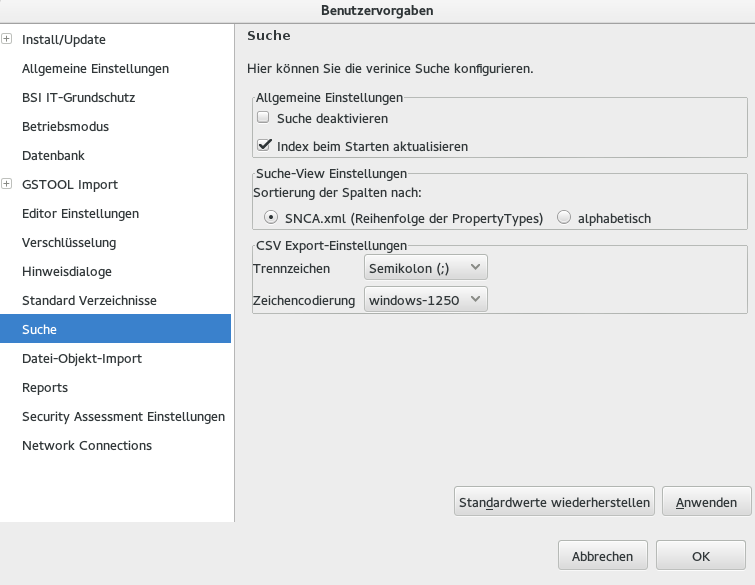 Benutzervorgaben
Install/Update
Allgemeine Einstellungen
BSI IT-Grundschutz
Betriebsmodus
Datenbank
GSTOOL Import
Editor Einstellungen
Verschlüsselung
Hinweisdialoge
Standard Verzeichnisse
Suche
Datei-Objekt-Import
Reports
Security Assessment Einstellungen
Network Connections
Suche
Hier können Sie die verinice Suche konfigurieren.
Allgemeine Einstellungen
Suche deaktivieren
Index beim Starten aktualisieren
Suche-View Einstellungen
Sortierung der Spalten nach:
SNCA.xml (Reihenfolge der PropertyTypes) alphabetisch
CSV Export-Einstellungen
Trennzeichen Semikolon (;)
Zeichencodierung windows-1250
Standardwerte wiederherstellen Anwenden
Abbrechen OK